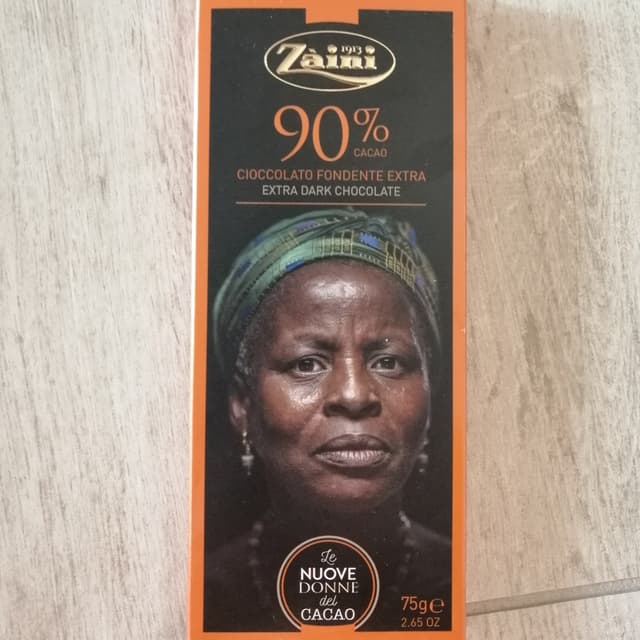 1913
Zàini
90%
CACAO
CIOCCOLATO FONDENTE EXTRA
EXTRA DARK CHOCOLATE
Le
NUOVE
DONNE
del
CACAO
75g℮
2.65 OZ